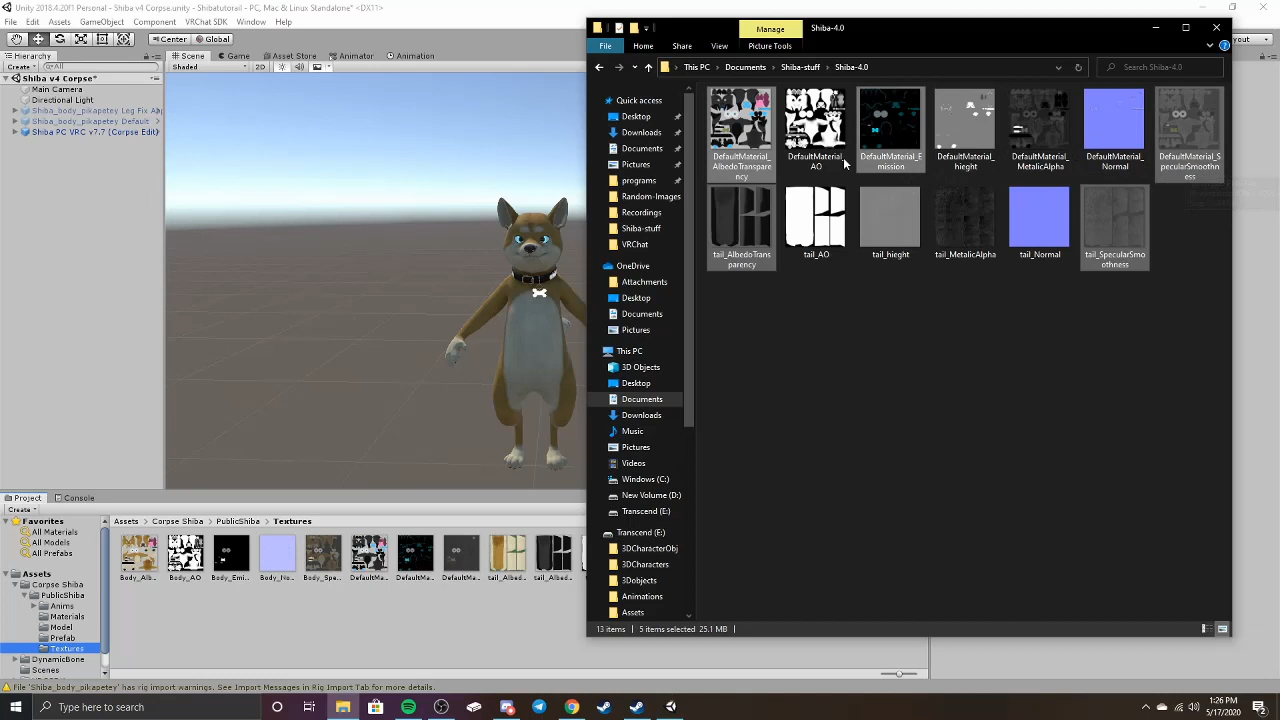 Unity 2018.4.20f1 - Shiba v4 Corpse.unity - Shibatutorial - PC, Mac & Linux Standalone* <DX11>
File Edit Assets GameObject Component VRChat SDK Window Help
Center Global
Hierarchy
Create
Shiba v4 Corpse*
Main Camera
Directional Light
Shiba_body_pikapetey Leg Fix Ab
Shiba_body_pikapetey Default
Shiba PC VRC v7.7 (Corpse Edit)
Scene Game Asset Store Animator Animation
Shaded 2D
Manage Shiba-4.0
File Home Share View Picture Tools
This PC Documents Shiba-stuff Shiba-4.0
Search Shiba-4.0
Quick access
Desktop
Downloads
Documents
Pictures
programs
Random-Images
Recordings
Shiba-stuff
VRChat
OneDrive
Attachments
Desktop
Documents
Pictures
This PC
3D Objects
Desktop
Documents
Downloads
Music
Pictures
Videos
Windows (C:)
New Volume (D:)
Transcend (E:)
Transcend (E:)
3DCharacterObj
3DCharacters
3Dobjects
Animations
Assets
DefaultMaterial_AlbedoTransparency
DefaultMaterial_AO
DefaultMaterial_Emission
DefaultMaterial_hieght
DefaultMaterial_MetalicAlpha
DefaultMaterial_Normal
DefaultMaterial_SpecularSmoothness
tail_AlbedoTransparency
tail_AO
tail_hieght
tail_MetalicAlpha
tail_Normal
tail_SpecularSmoothness
13 items 5 items selected 25.1 MB
Project Console
Create
Favorites
All Materials
All Models
All Prefabs
Assets
Corpse Shiba
PublicShiba
Anims
Materials
Model
Prefab
Textures
DynamicBone
Scenes
Assets Corpse Shiba PublicShiba Textures
Body_Alb... Body_AO Body_Emi... Body_No... Body_Spe... DefaultMa... DefaultMa... DefaultMa... tail_Albed... tail_Albed...
'Shiba_body_pikapetey' has rig import warnings. See Import Messages in Rig Import Tab for more details.
Type here to search
1:26 PM
5/17/2020